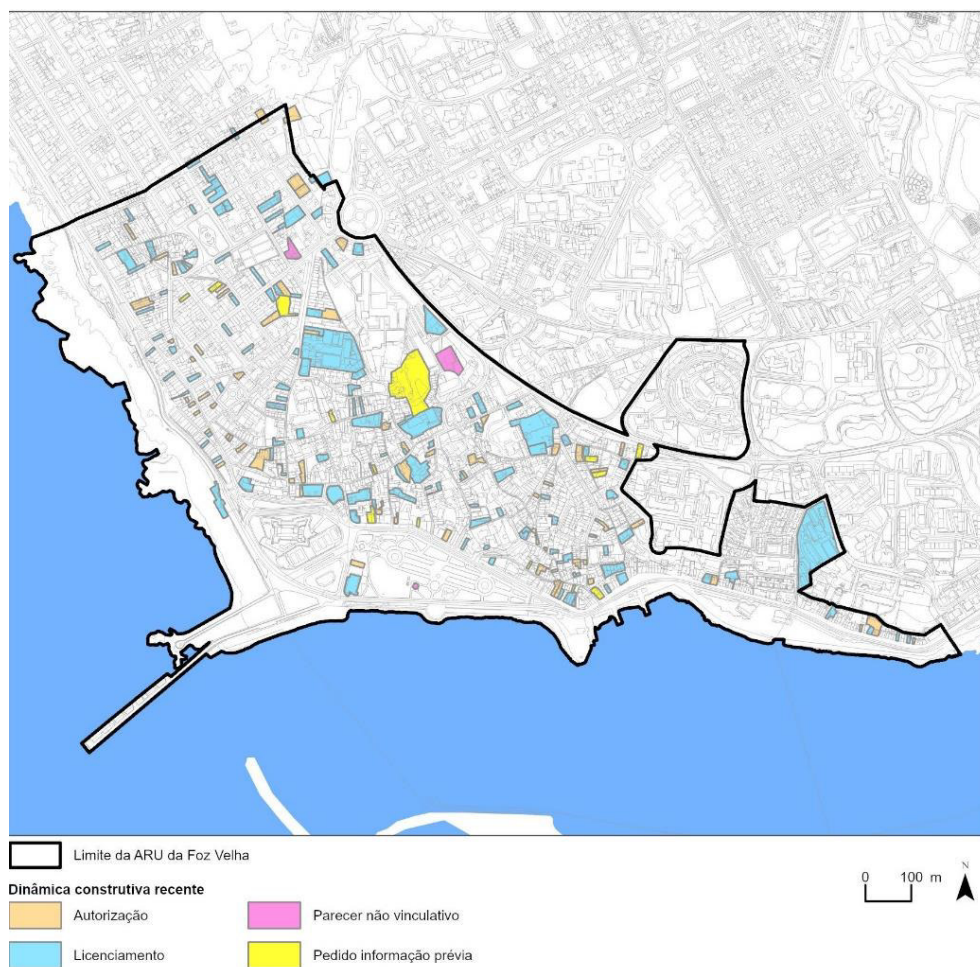 Limite da ARU da Foz Velha
Dinâmica construtiva recente
Autorização
Parecer não vinculativo
Licenciamento
Pedido informação prévia
0 100 m
N